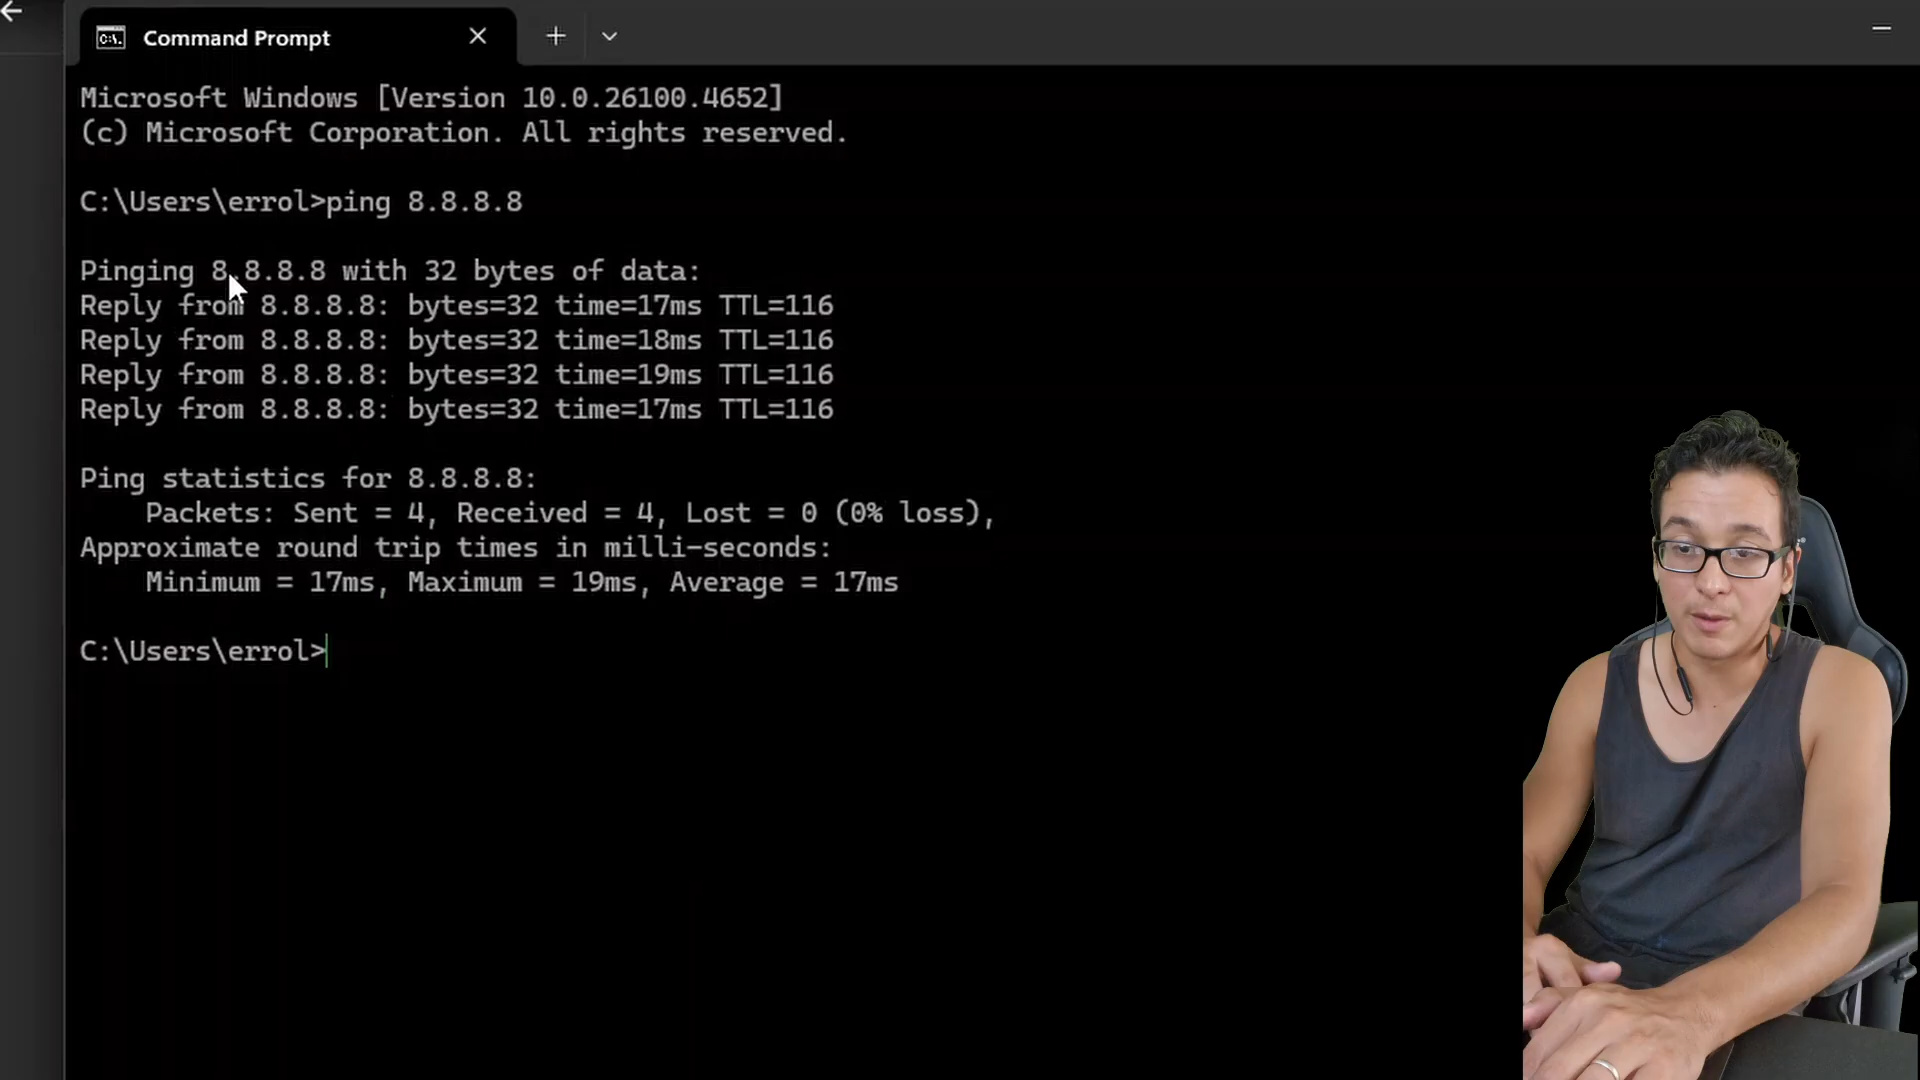 Command Prompt
Microsoft Windows [Version 10.0.26100.4652]
(c) Microsoft Corporation. All rights reserved.
C:\Users\errol>ping 8.8.8.8
Pinging 8.8.8.8 with 32 bytes of data:
Reply from 8.8.8.8: bytes=32 time=17ms TTL=116
Reply from 8.8.8.8: bytes=32 time=18ms TTL=116
Reply from 8.8.8.8: bytes=32 time=19ms TTL=116
Reply from 8.8.8.8: bytes=32 time=17ms TTL=116
Ping statistics for 8.8.8.8:
Packets: Sent = 4, Received = 4, Lost = 0 (0% loss),
Approximate round trip times in milli-seconds:
Minimum = 17ms, Maximum = 19ms, Average = 17ms
C:\Users\errol>